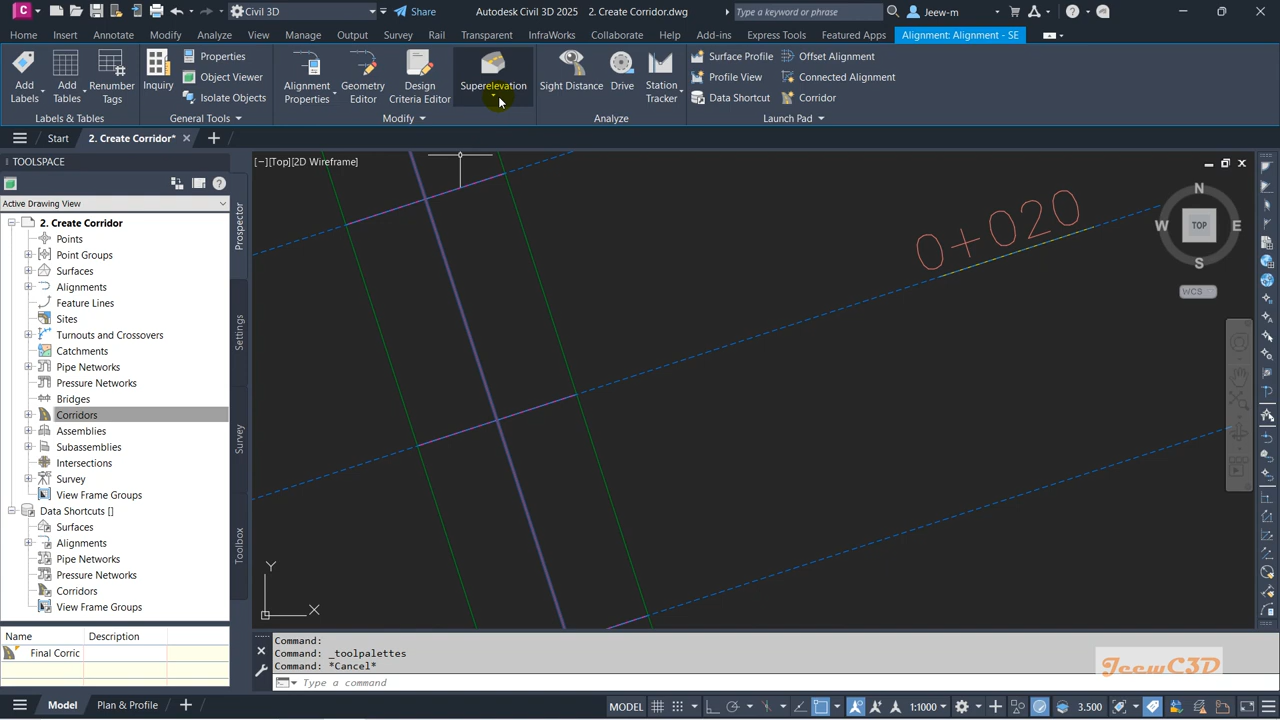 Civil 3D
Share
Autodesk Civil 3D 2025 2. Create Corridor.dwg
Type a keyword or phrase
Jeew-m
Home Insert Annotate Modify Analyze View Manage Output Survey Rail Transparent InfraWorks Collaborate Help Add-ins Express Tools Featured Apps Alignment: Alignment - SE
Add Labels
Add Tables
Renumber Tags
Labels & Tables
Inquiry
Properties
Object Viewer
Isolate Objects
General Tools
Alignment Properties
Geometry Editor
Design Criteria Editor
Superelevation
Modify
Sight Distance
Drive
Station Tracker
Analyze
Surface Profile
Profile View
Data Shortcut
Offset Alignment
Connected Alignment
Corridor
Launch Pad
Start
2. Create Corridor*
TOOLSPACE
Active Drawing View
2. Create Corridor
Points
Point Groups
Surfaces
Alignments
Feature Lines
Sites
Turnouts and Crossovers
Catchments
Pipe Networks
Pressure Networks
Bridges
Corridors
Assemblies
Subassemblies
Intersections
Survey
View Frame Groups
Data Shortcuts []
Surfaces
Alignments
Pipe Networks
Pressure Networks
Corridors
View Frame Groups
Name Description
Final Corric
Prospector
Settings
Survey
Toolbox
[−][Top][2D Wireframe]
0+020
N
W TOP E
S
WCS
Y
X
Command:
Command: _toolpalettes
Command: *Cancel*
Type a command
JeewC3D
Model
Plan & Profile
MODEL
1:1000
3.500